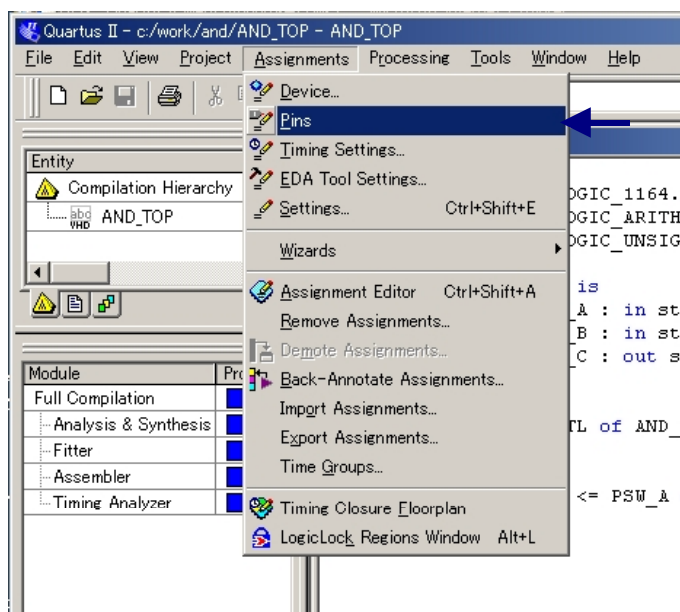 Quartus II - c:/work/and/AND_TOP - AND_TOP
File Edit View Project Assignments Processing Tools Window Help
Device...
Pins
Timing Settings...
EDA Tool Settings...
Settings... Ctrl+Shift+E
Wizards
Assignment Editor Ctrl+Shift+A
Remove Assignments...
Demote Assignments...
Back-Annotate Assignments...
Import Assignments...
Export Assignments...
Time Groups...
Timing Closure Floorplan
LogicLock Regions Window Alt+L
Entity
Compilation Hierarchy
abd VHD AND_TOP
Module Pro
Full Compilation
Analysis & Synthesis
Fitter
Assembler
Timing Analyzer
OGIC_1164.
OGIC_ARITH
OGIC_UNSIG
is
_A : in st
_B : in st
_C : out s
TL of AND_
<= PSW_A